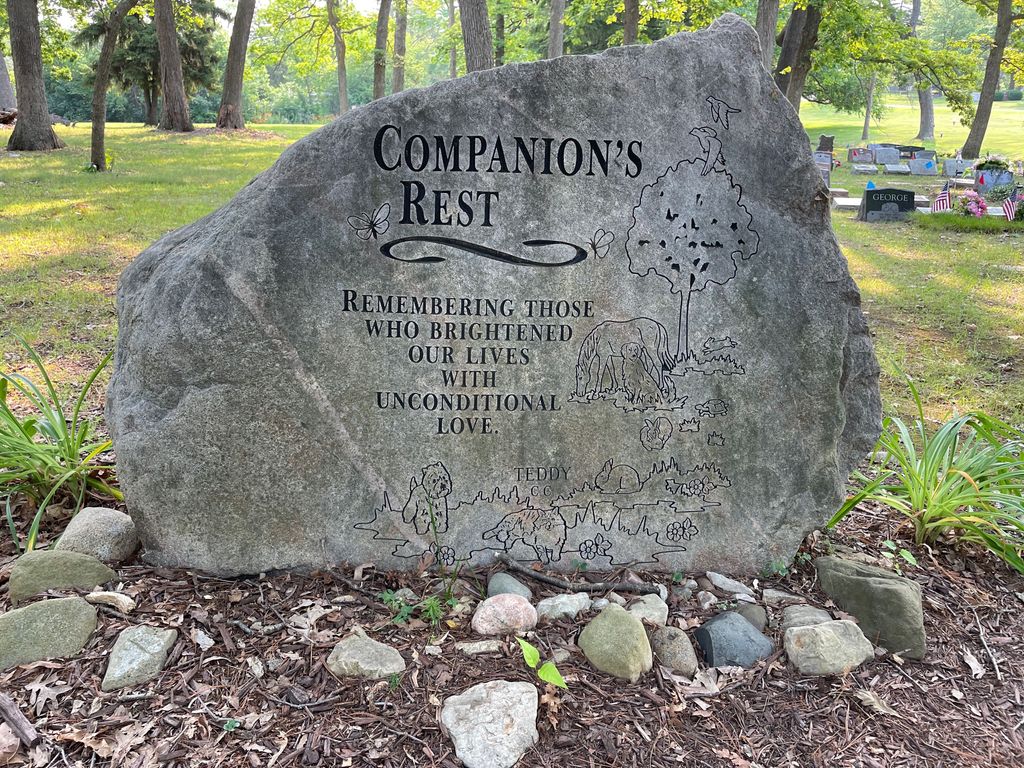 COMPANION'S
REST
REMEMBERING THOSE
WHO BRIGHTENED
OUR LIVES
WITH
UNCONDITIONAL
LOVE.
TEDDY
CC
GEORGE